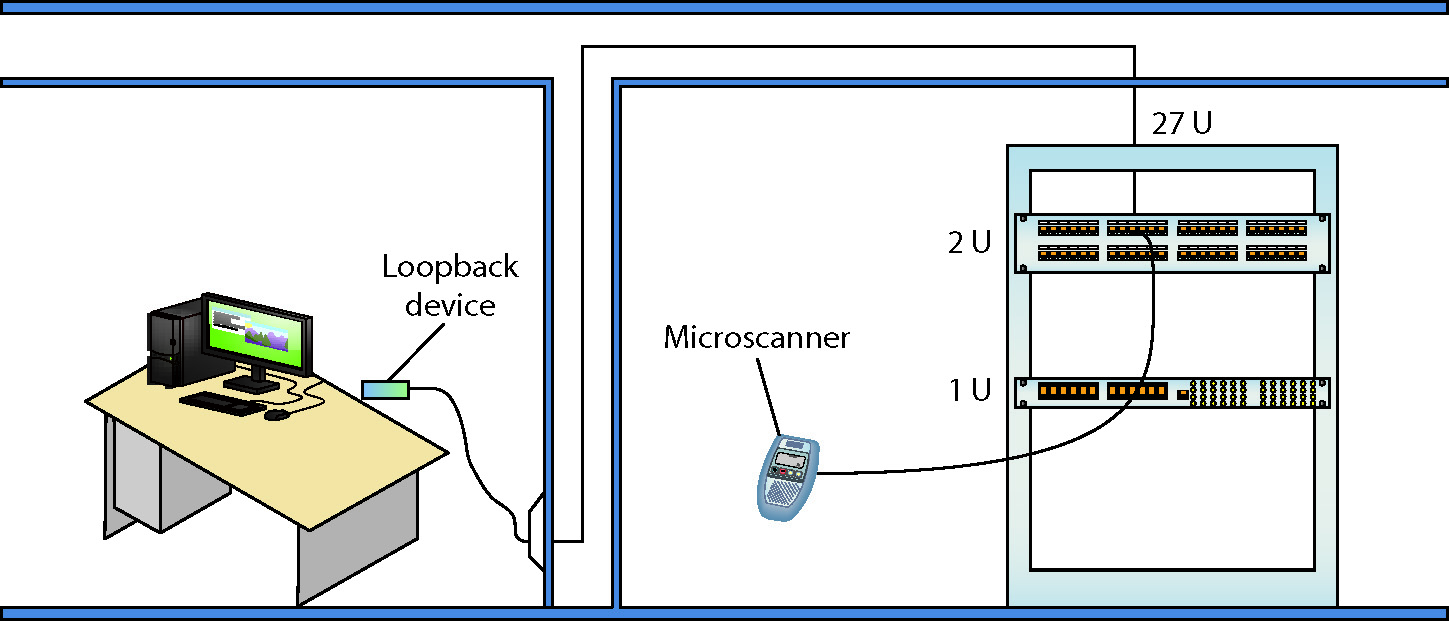 27 U
2 U
Loopback
device
Microscanner
1 U